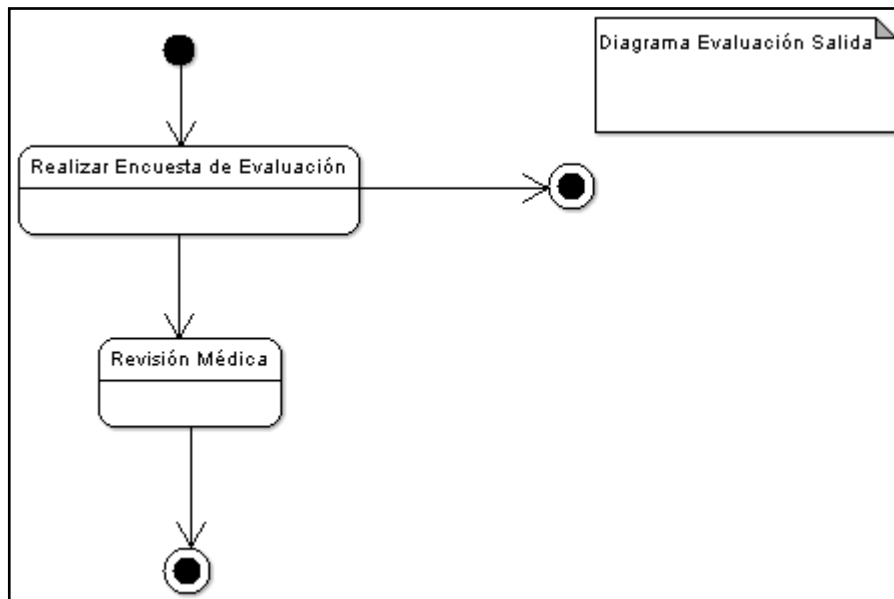 Diagrama Evaluación Salida
Realizar Encuesta de Evaluación
Revisión Médica